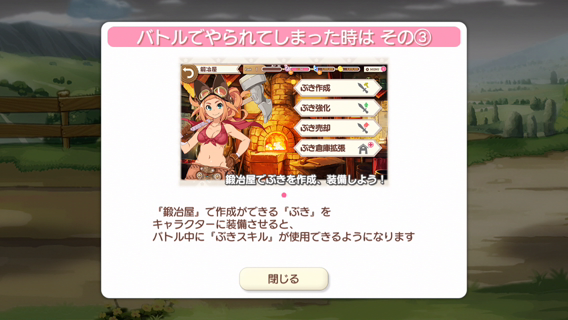 バトルでやられてしまった時は その③
鍛冶屋
ぶき作成
ぶき強化
ぶき売却
ぶき倉庫拡張
鍛冶屋でぶきを作成、装備しよう！
「鍛冶屋」で作成ができる「ぶき」を
キャラクターに装備させると、
バトル中に「ぶきスキル」が使用できるようになります
閉じる